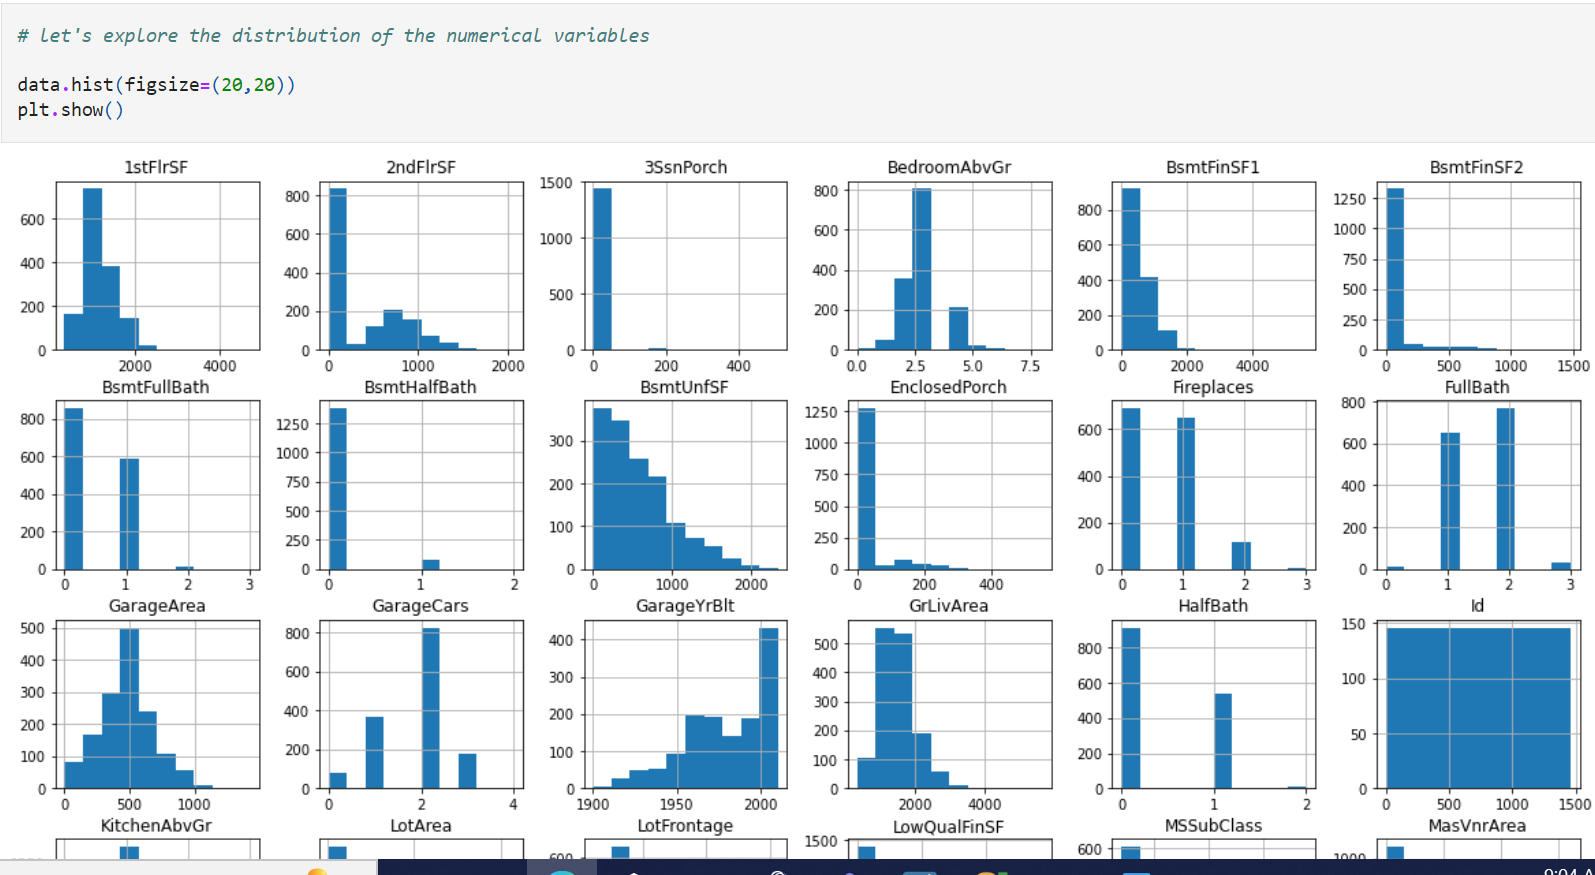 # let's explore the distribution of the numerical variables
data.hist(figsize=(20,20))
plt.show()
1stFlrSF 2ndFlrSF 3SsnPorch BedroomAbvGr BsmtFinSF1 BsmtFinSF2
600 400 200 0 2000 4000
800 600 400 200 0 0 1000 2000
1500 1000 500 0 0 200 400
800 600 400 200 0 0.0 2.5 5.0 7.5
800 600 400 200 0 0 2000 4000
1250 1000 750 500 250 0 0 500 1000 1500
BsmtFullBath BsmtHalfBath BsmtUnfSF EnclosedPorch Fireplaces FullBath
800 600 400 200 0 0 1 2 3
1250 1000 750 500 250 0 0 1 2
300 200 100 0 0 1000 2000
1250 1000 750 500 250 0 0 200 400
600 400 200 0 0 1 2 3
800 600 400 200 0 0 1 2 3
GarageArea GarageCars GarageYrBlt GrLivArea HalfBath Id
500 400 300 200 100 0 0 500 1000
800 600 400 200 0 0 2 4
400 300 200 100 0 1900 1950 2000
500 400 300 200 100 0 2000 4000
800 600 400 200 0 0 1 2
150 100 50 0 0 500 1000 1500
KitchenAbvGr LotArea LotFrontage LowQualFinSF MSSubClass MasVnrArea
600 1500 600 1000